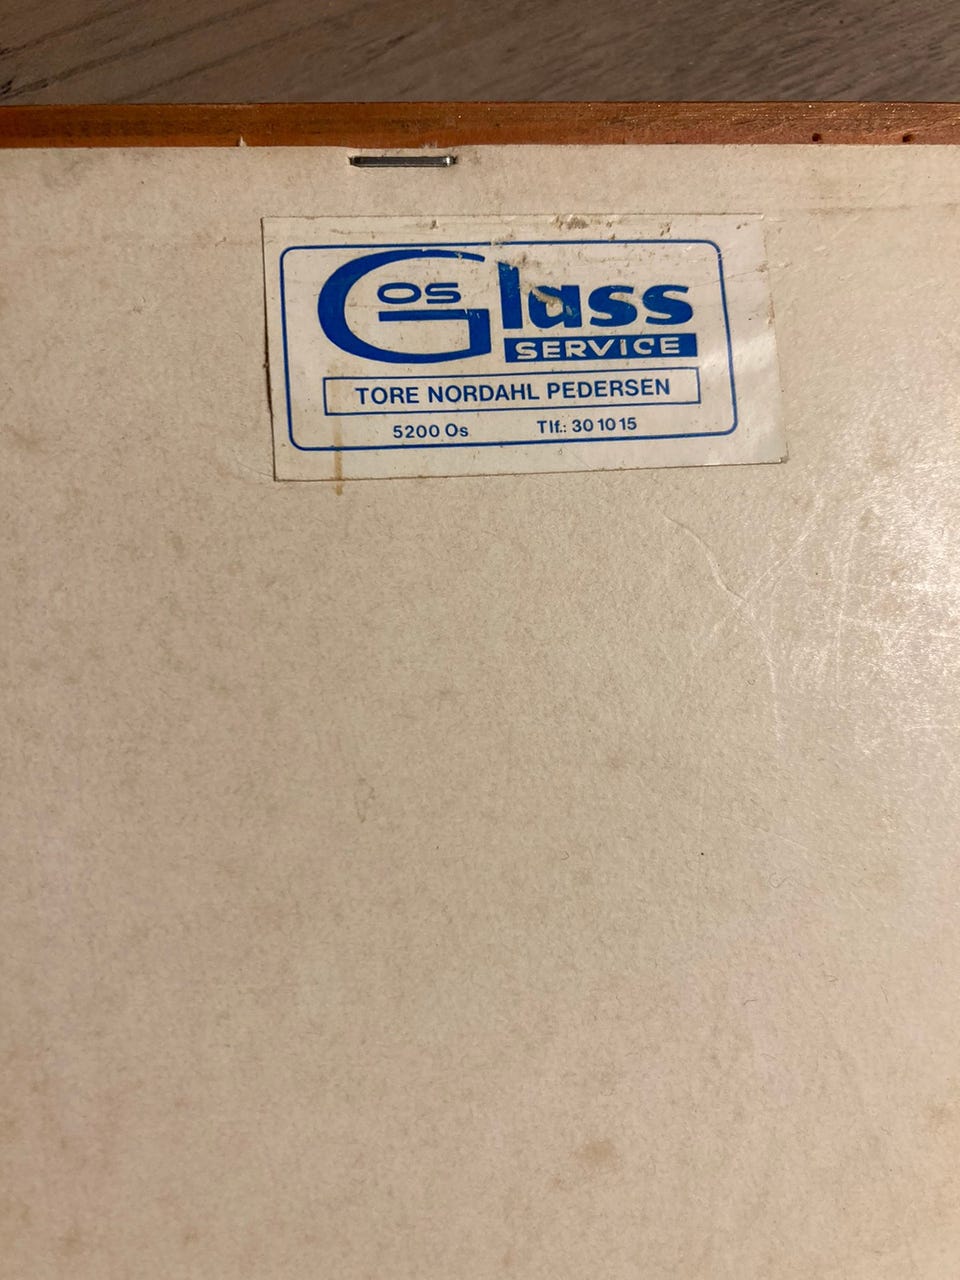 OS Glass
SERVICE
TORE NORDAHL PEDERSEN
5200 Os Tlf.: 30 10 15